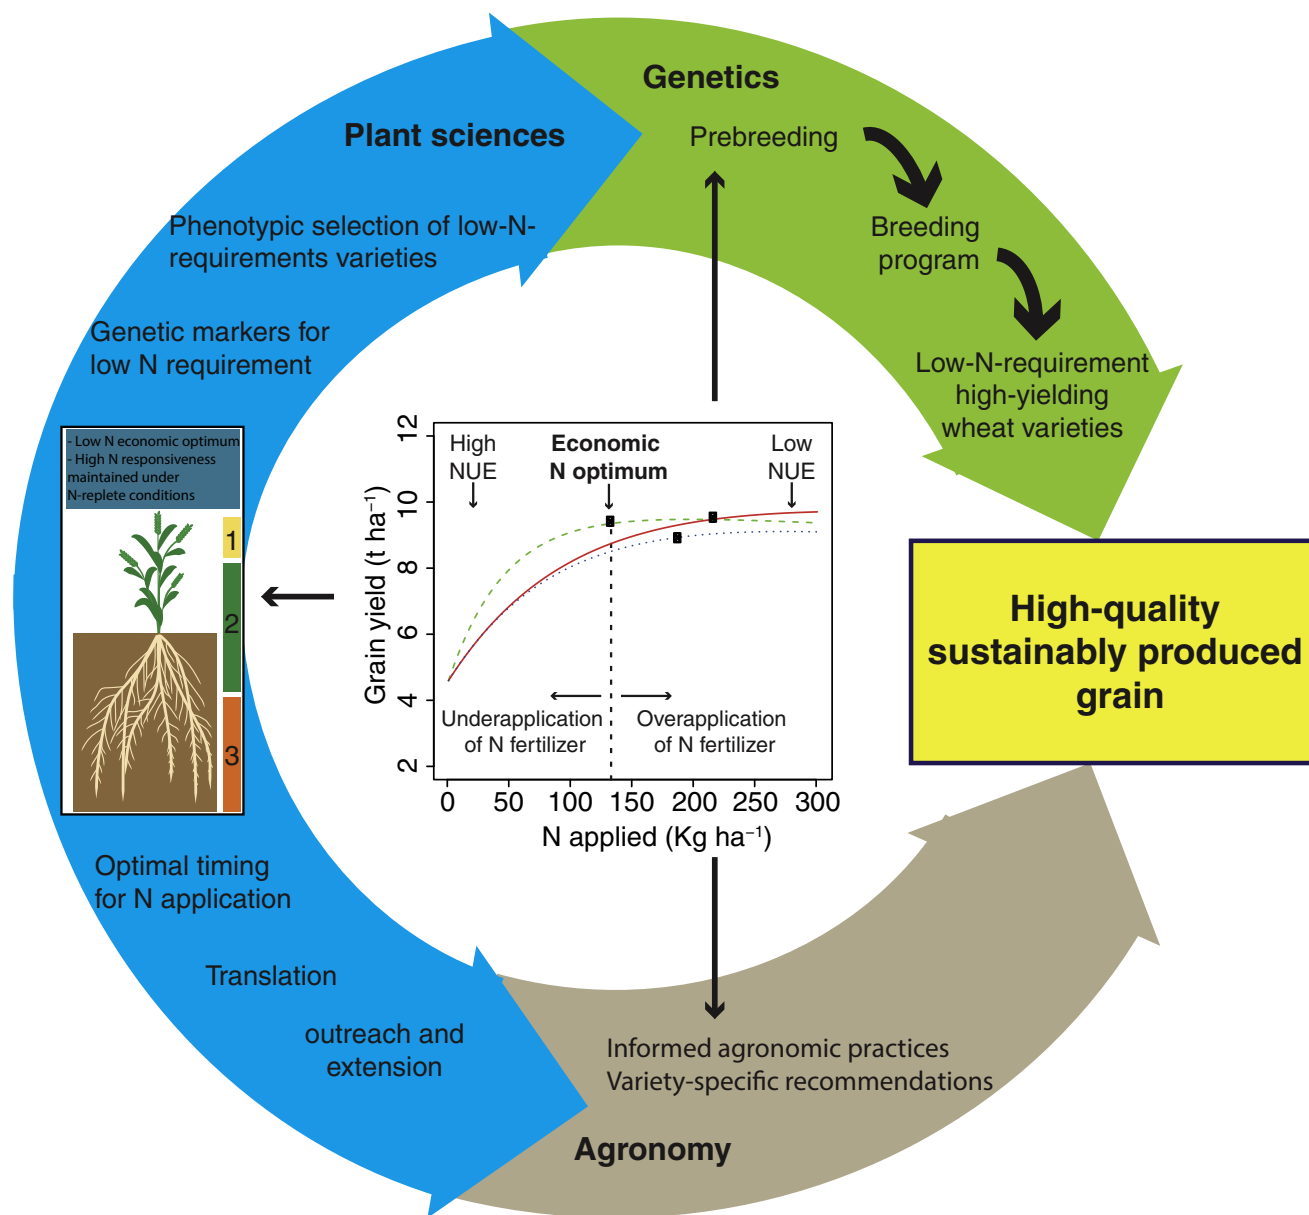 Genetics
Plant sciences
Prebreeding
Phenotypic selection of low-N-
requirements varieties
Breeding
program
Genetic markers for
low N requirement
Low-N-requirement
high-yielding
wheat varieties
- Low N economic optimum
- High N responsiveness
maintained under
N-replete conditions
1
2
3
High
NUE
Economic
N optimum
Low
NUE
Grain yield (t ha⁻¹)
12
10
8
6
4
2
Underapplication
of N fertilizer
Overapplication
of N fertilizer
0 50 100 150 200 250 300
N applied (Kg ha⁻¹)
High-quality
sustainably produced
grain
Optimal timing
for N application
Translation
outreach and
extension
Informed agronomic practices
Variety-specific recommendations
Agronomy